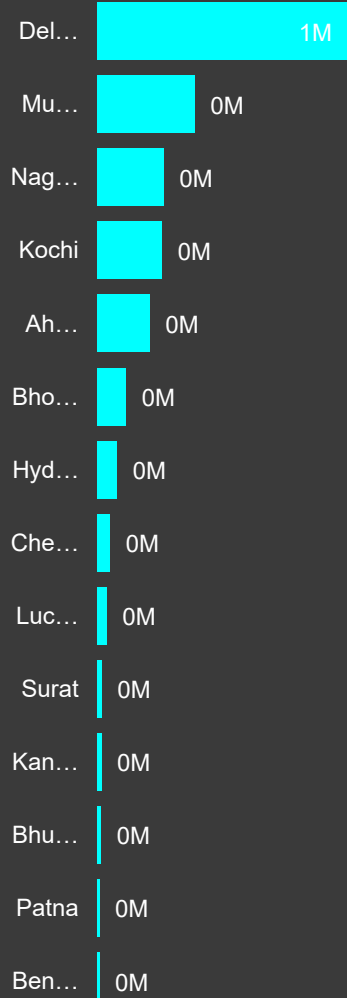 Del… 1M
Mu… 0M
Nag… 0M
Kochi 0M
Ah… 0M
Bho… 0M
Hyd… 0M
Che… 0M
Luc… 0M
Surat 0M
Kan… 0M
Bhu… 0M
Patna 0M
Ben… 0M